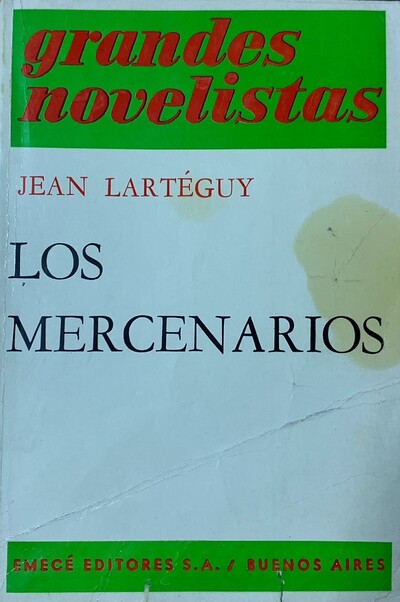 grandes
novelistas
JEAN LARTÉGUY
LOS
MERCENARIOS
EMECÉ EDITORES S.A. / BUENOS AIRES